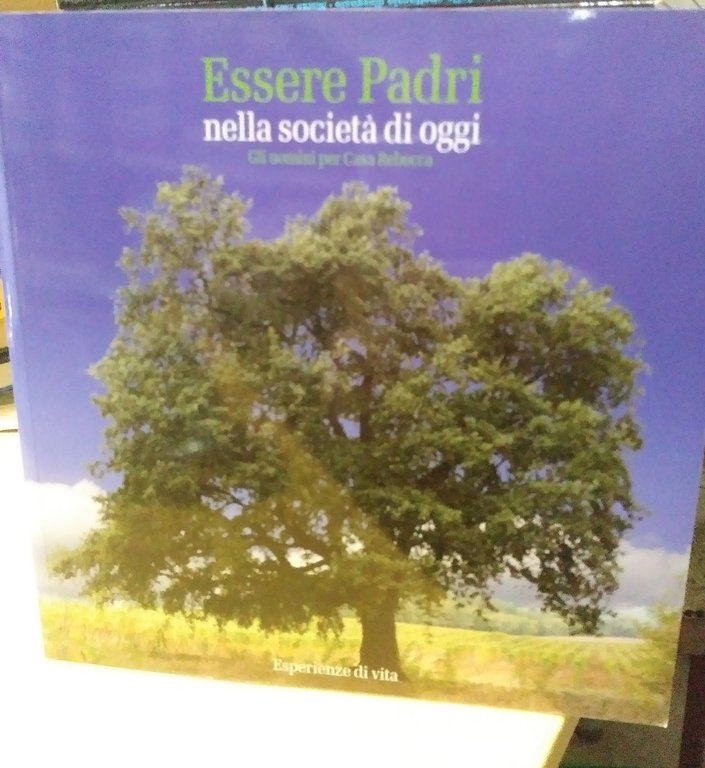 Essere Padri
nella società di oggi
Gli uomini per Casa Rebecca
Esperienze di vita